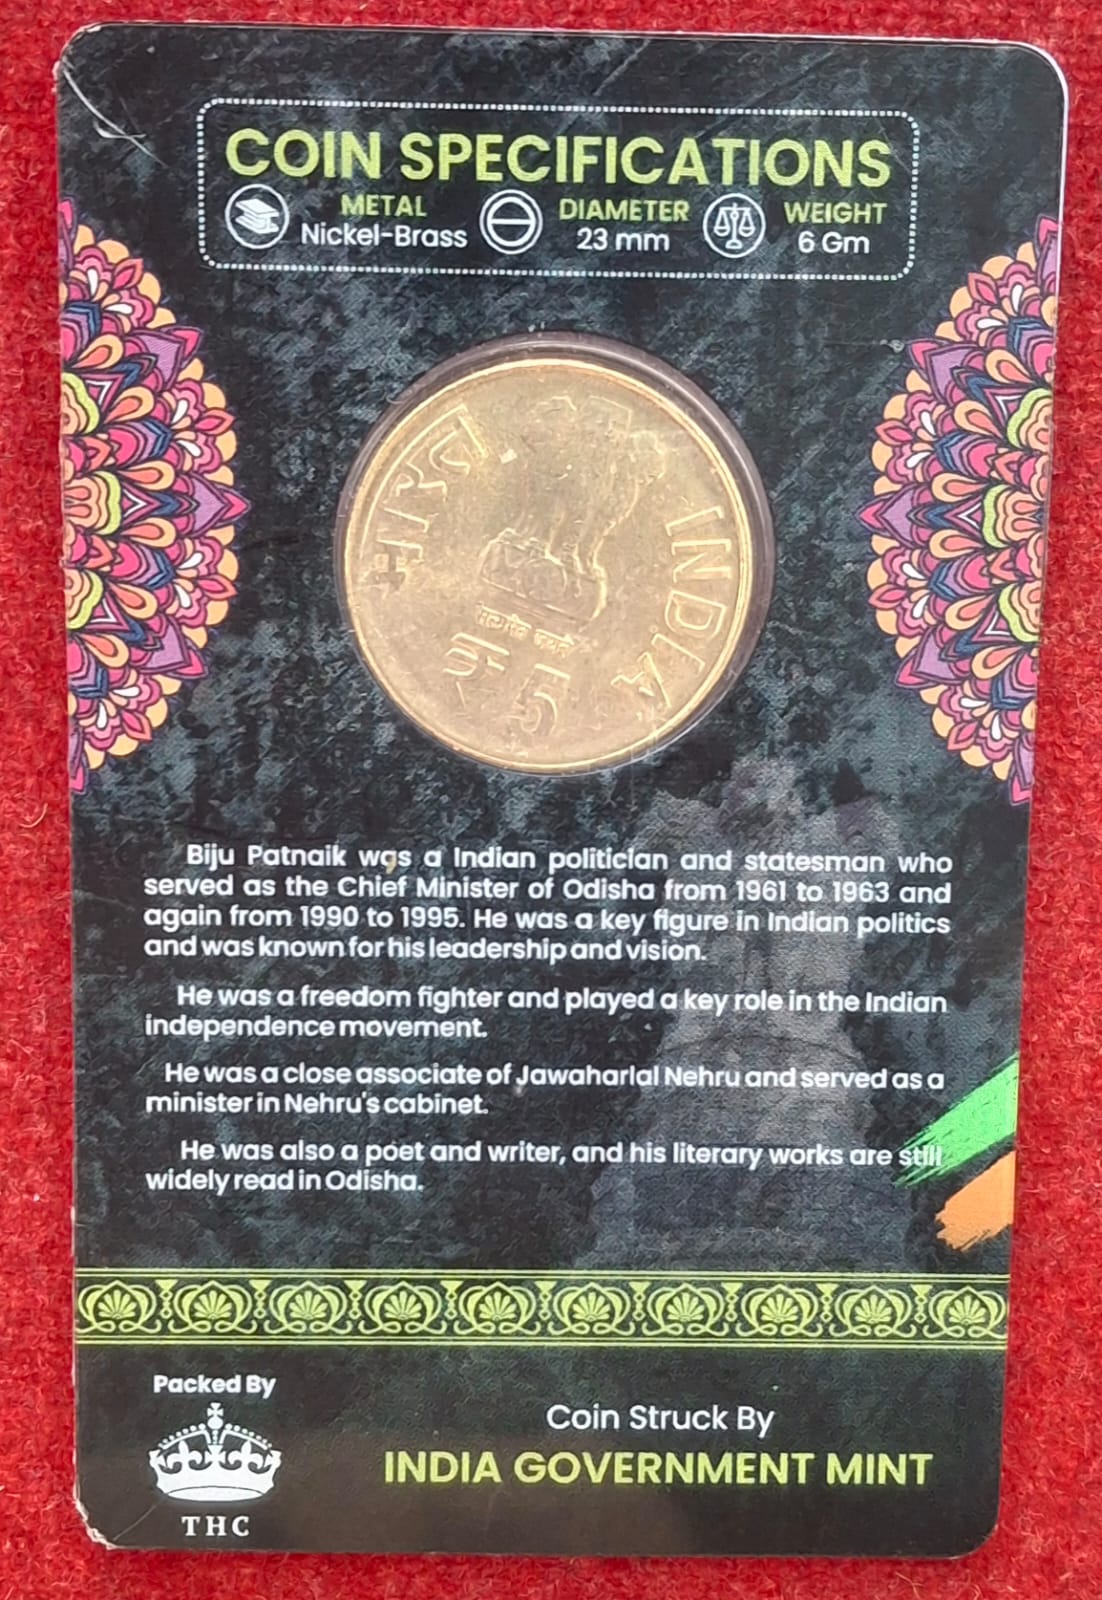 COIN SPECIFICATIONS
METAL
Nickel-Brass
DIAMETER
23 mm
WEIGHT
6 Gm
भारत
INDIA
सत्यमेव जयते
₹ 5
Biju Patnaik was a Indian politician and statesman who
served as the Chief Minister of Odisha from 1961 to 1963 and
again from 1990 to 1995. He was a key figure in Indian politics
and was known for his leadership and vision.
He was a freedom fighter and played a key role in the Indian
independence movement.
He was a close associate of Jawaharlal Nehru and served as a
minister in Nehru's cabinet.
He was also a poet and writer, and his literary works are still
widely read in Odisha.
Packed By
THC
Coin Struck By
INDIA GOVERNMENT MINT